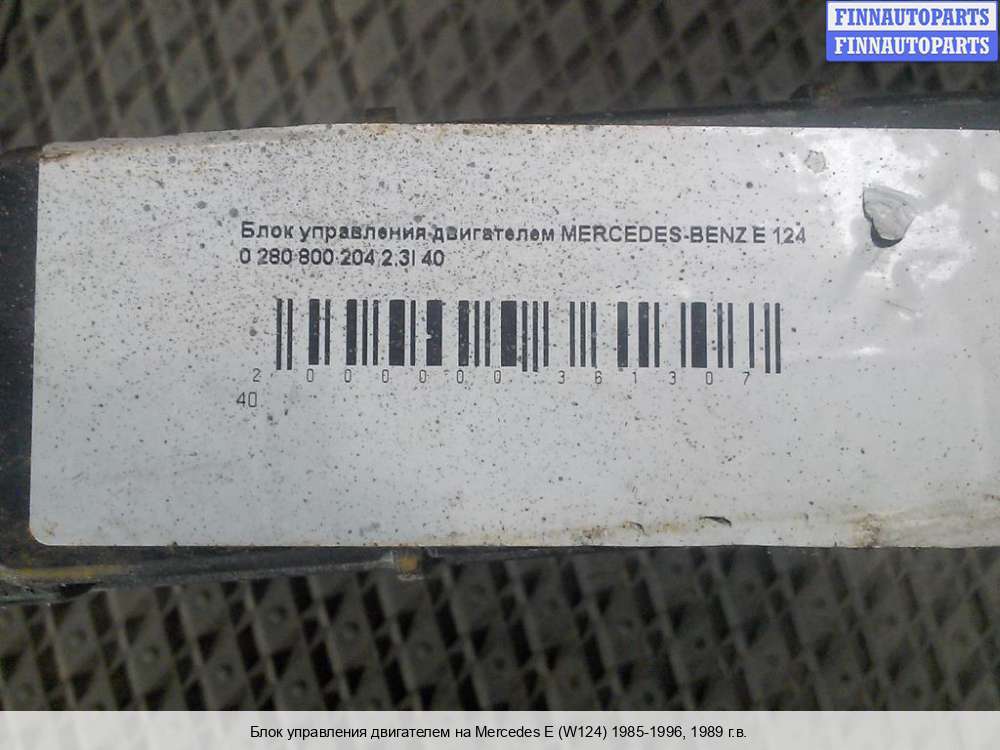 FINNAUTOPARTS
FINNAUTOPARTS
Блок управления двигателем MERCEDES-BENZ E 124
0 280 800 204 2,3I 40
2 000000 361307
40
Блок управления двигателем на Mercedes E (W124) 1985-1996, 1989 г.в.